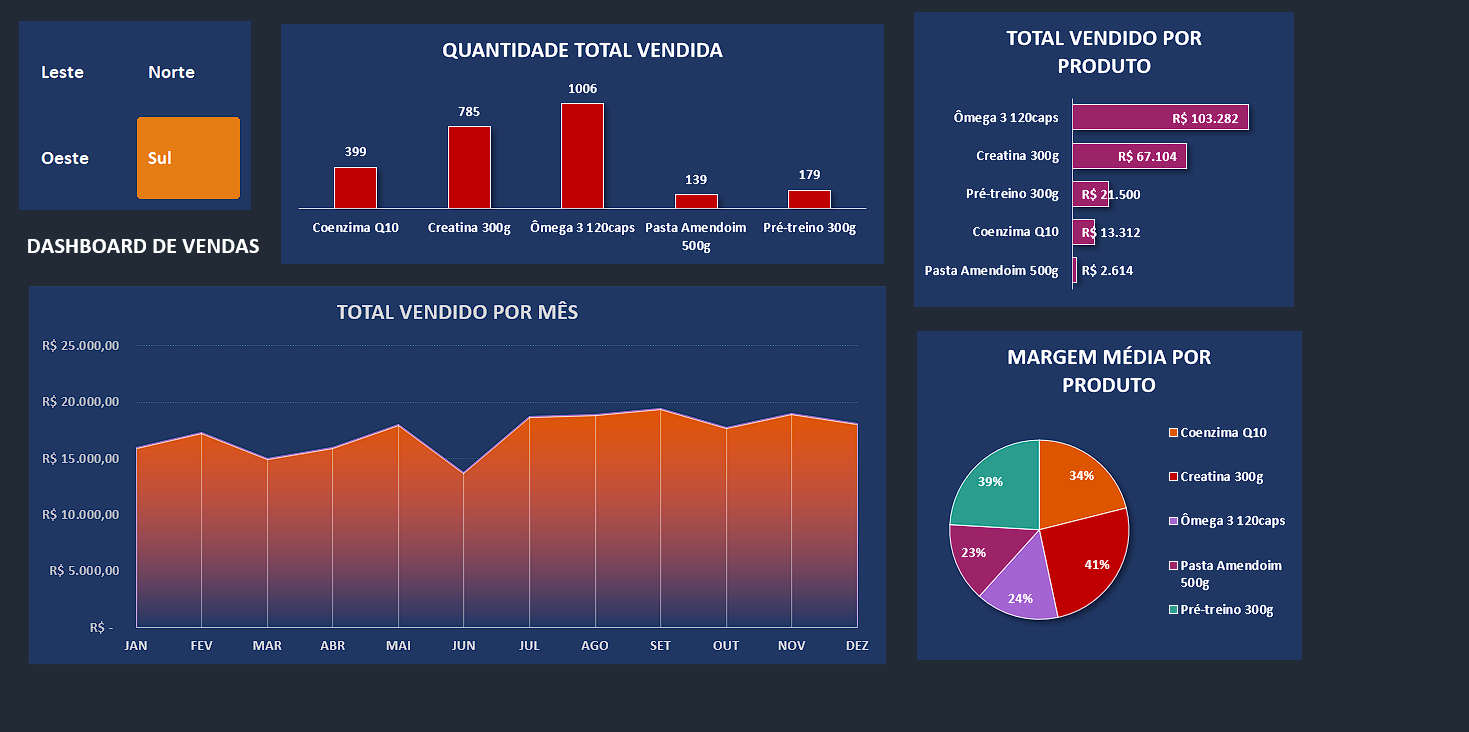 Leste
Norte
Oeste
Sul
DASHBOARD DE VENDAS
QUANTIDADE TOTAL VENDIDA
399
785
1006
139
179
Coenzima Q10
Creatina 300g
Ômega 3 120caps
Pasta Amendoim
500g
Pré-treino 300g
TOTAL VENDIDO POR
PRODUTO
Ômega 3 120caps
R$ 103.282
Creatina 300g
R$ 67.104
Pré-treino 300g
R$ 21.500
Coenzima Q10
R$ 13.312
Pasta Amendoim 500g
R$ 2.614
TOTAL VENDIDO POR MÊS
R$ 25.000,00
R$ 20.000,00
R$ 15.000,00
R$ 10.000,00
R$ 5.000,00
R$ -
JAN
FEV
MAR
ABR
MAI
JUN
JUL
AGO
SET
OUT
NOV
DEZ
MARGEM MÉDIA POR
PRODUTO
34%
41%
24%
23%
39%
Coenzima Q10
Creatina 300g
Ômega 3 120caps
Pasta Amendoim
500g
Pré-treino 300g